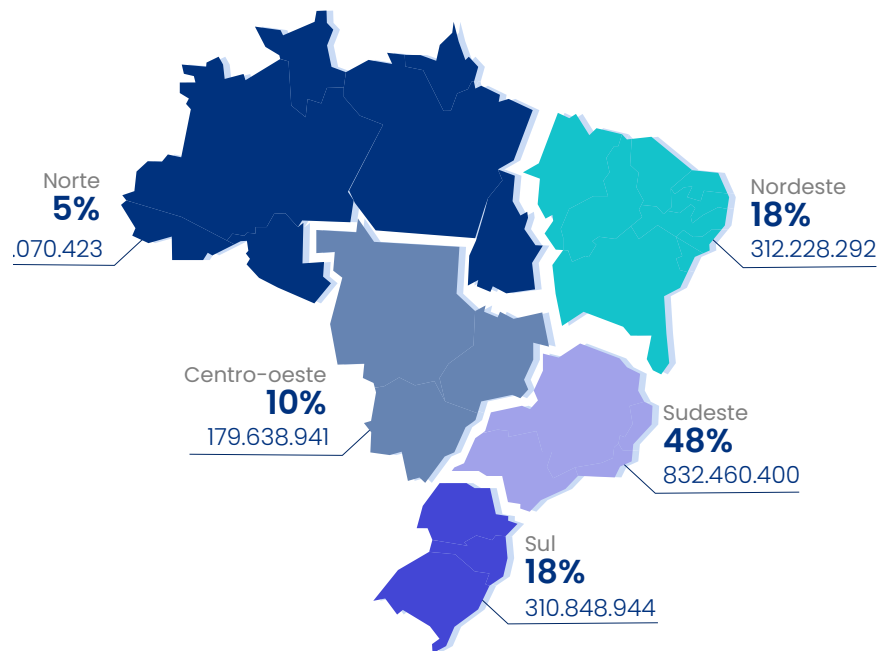 Norte
5%
.070.423
Nordeste
18%
312.228.292
Centro-oeste
10%
179.638.941
Sudeste
48%
832.460.400
Sul
18%
310.848.944